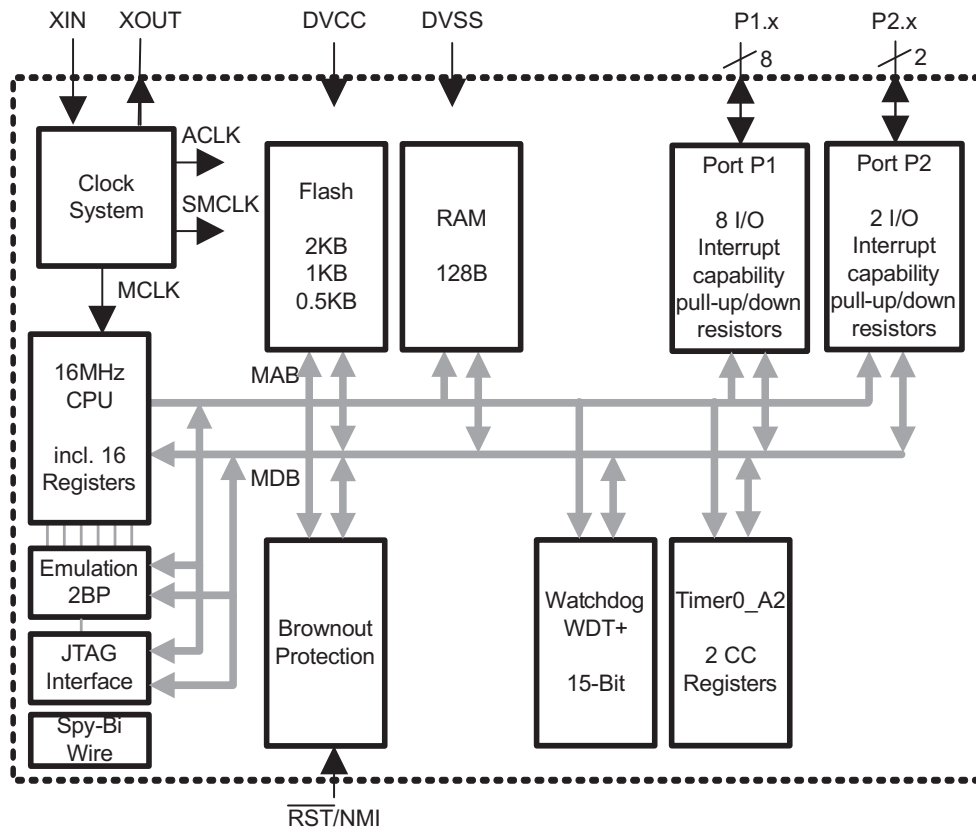 XIN
XOUT
DVCC
DVSS
P1.x
P2.x
8
2
Clock
System
ACLK
SMCLK
MCLK
Flash
2KB
1KB
0.5KB
RAM
128B
Port P1
8 I/O
Interrupt
capability
pull-up/down
resistors
Port P2
2 I/O
Interrupt
capability
pull-up/down
resistors
16MHz
CPU
incl. 16
Registers
MAB
MDB
Emulation
2BP
JTAG
Interface
Spy-Bi
Wire
Brownout
Protection
Watchdog
WDT+
15-Bit
Timer0_A2
2 CC
Registers
RST/NMI